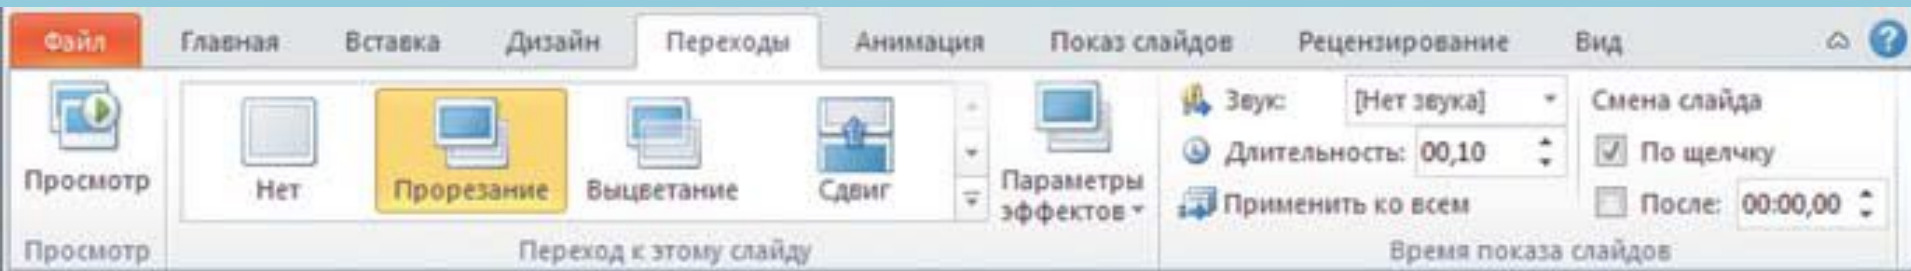 Файл Главная Вставка Дизайн Переходы Анимация Показ слайдов Рецензирование Вид
Просмотр
Нет Прорезание Выцветание Сдвиг
Параметры эффектов
Звук: [Нет звука]
Длительность: 00,10
Применить ко всем
Смена слайда
По щелчку
После: 00:00,00
Просмотр Переход к этому слайду Время показа слайдов